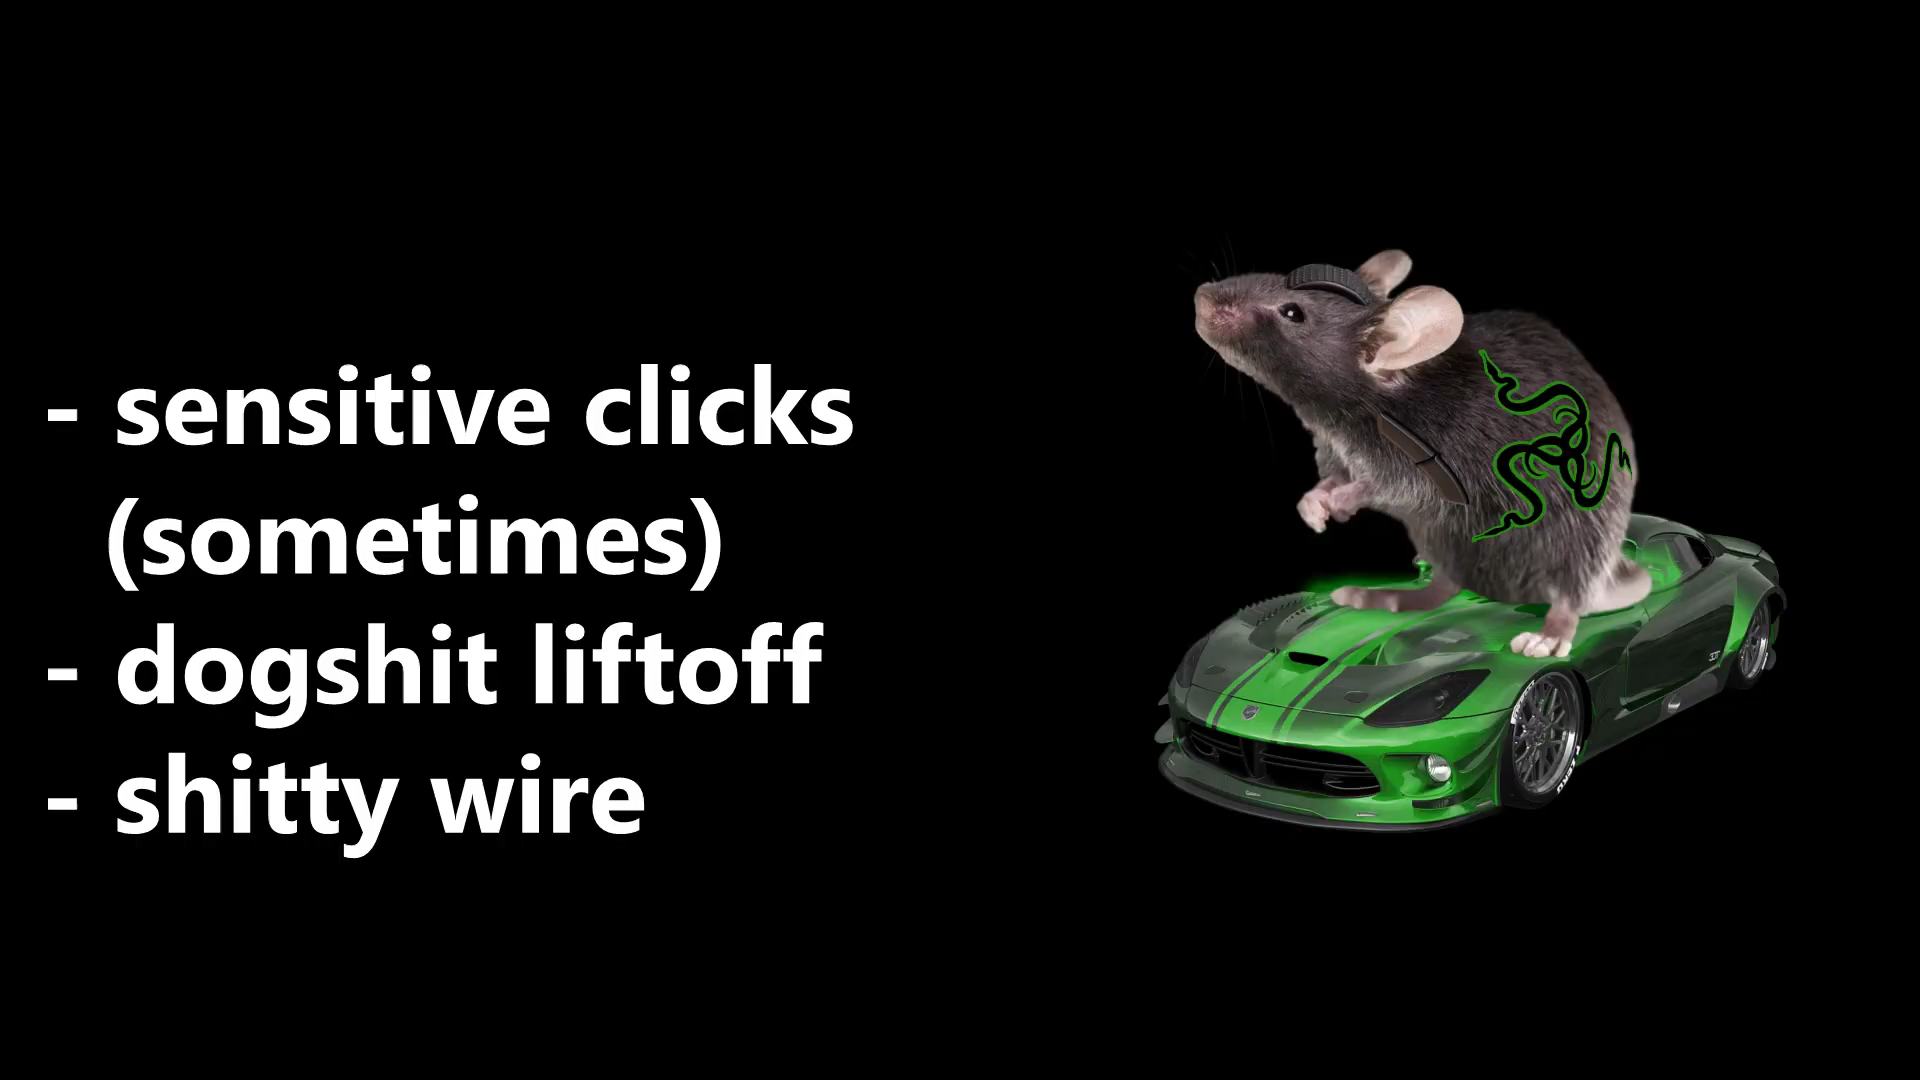 - sensitive clicks
(sometimes)
- dogshit liftoff
- shitty wire